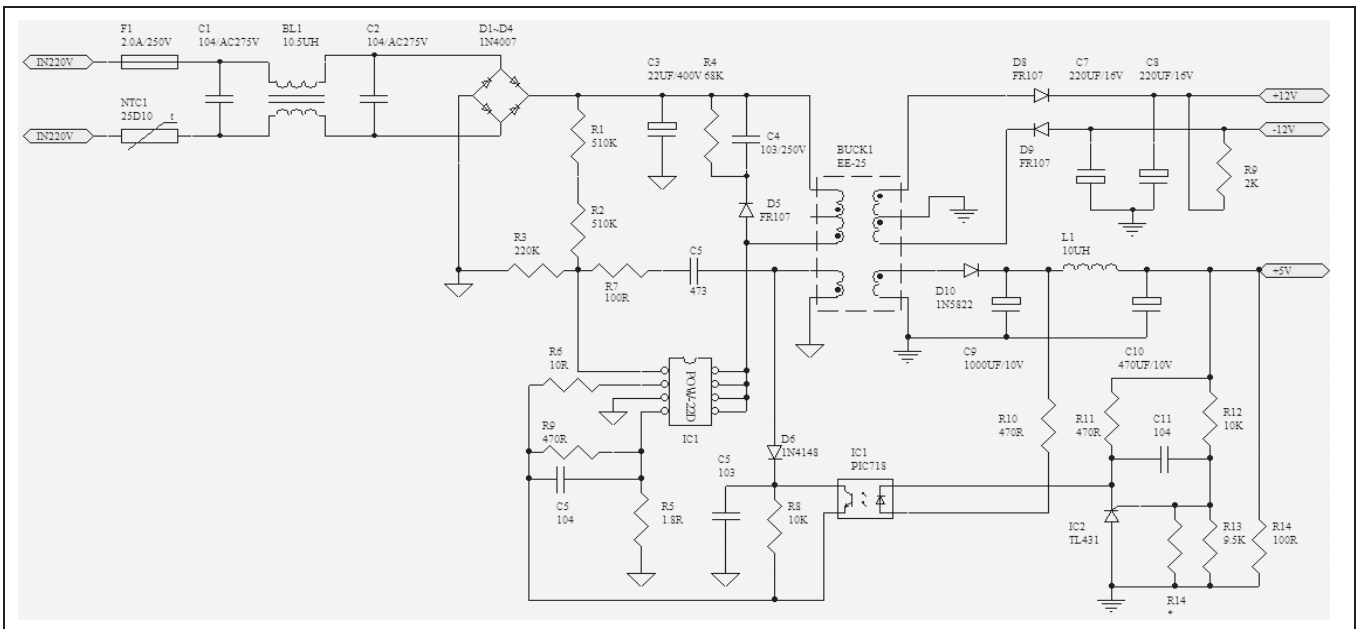 F1
2.0A/250V
C1
104/AC275V
BL1
10.5UH
C2
104/AC275V
D1~D4
1N4007
IN220V
NTC1
25D10
t
IN220V
C3
22UF/400V
R4
68K
R1
510K
C4
103/250V
D5
FR107
R2
510K
R3
220K
R7
100R
C5
473
BUCK1
EE-25
D8
FR107
C7
220UF/16V
C8
220UF/16V
+12V
-12V
D9
FR107
R9
2K
L1
10UH
+5V
D10
1N5822
C9
1000UF/10V
C10
470UF/10V
R6
10R
POW-22D
IC1
R9
470R
C5
104
R5
1.8R
C5
103
D6
1N4148
R8
10K
IC1
PIC718
R10
470R
R11
470R
C11
104
R12
10K
IC2
TL431
R13
9.5K
R14
100R
R14
*